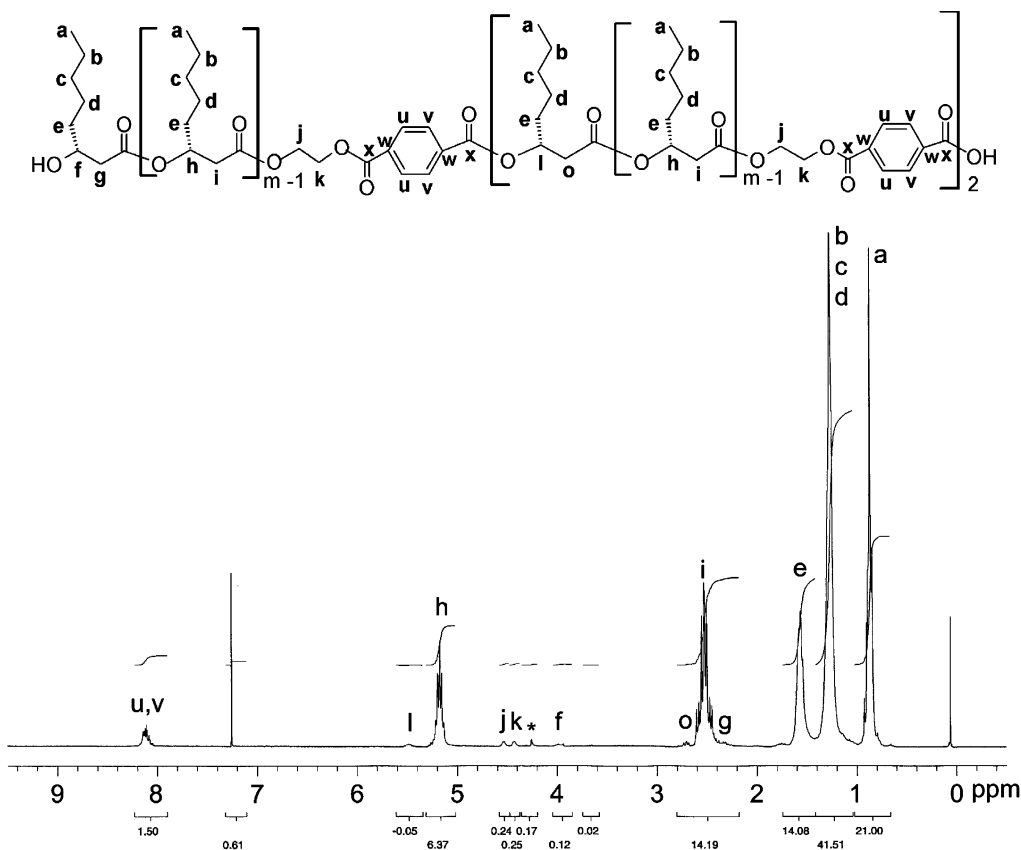 a a a a
b b b b
c c c c
d d d d
e e e e
O O O O O O
HO f g O h i O m -1 j k O x O w u v u v w x O l o O h i O m -1 j k O x O w u v u v w x OH 2
b
c
d
a
h
i
e
u,v
l
j k * f
o g
9 8 7 6 5 4 3 2 1 0 ppm
1.50 0.61 -0.05 6.37 0.24 0.25 0.17 0.12 0.02 14.19 14.08 41.51 21.00